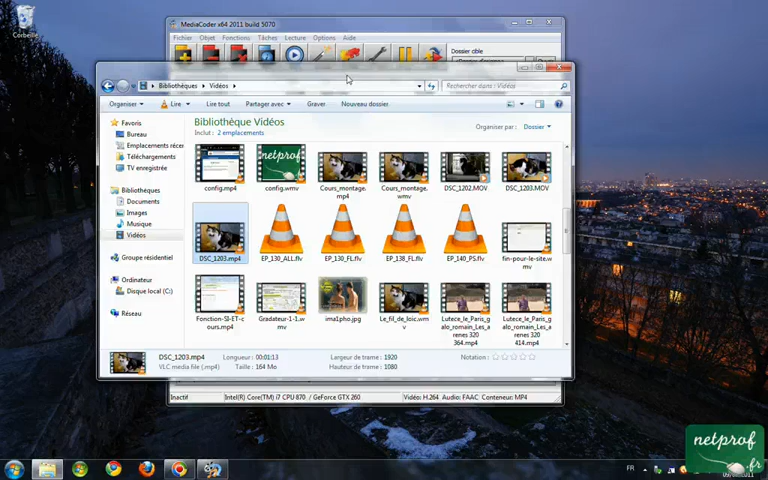 Corbeille
MediaCoder x64 2011 build 5070
Fichier Objet Fonctions Tâches Lecture Options Aide
Dossier cible
Bibliothèques Vidéos
Rechercher dans : Vidéos
Organiser Lire Lire tout Partager avec Graver Nouveau dossier
Favoris
Bureau
Emplacements récen
Téléchargements
TV enregistrée
Bibliothèques
Documents
Images
Musique
Vidéos
Groupe résidentiel
Ordinateur
Disque local (C:)
Réseau
Bibliothèque Vidéos
Inclut : 2 emplacements
Organiser par : Dossier
netprof
config.mp4 config.wmv Cours_montage.mp4 Cours_montage.wmv DSC_1202.MOV DSC_1203.MOV
DSC_1203.mp4 EP_130_ALL.flv EP_130_FL.flv EP_138_FL.flv EP_140_PS.flv fin-pour-le-site.wmv
Fonction-SI-ET-cours.mp4 Gradateur-1-1.wmv ima1pho.jpg Le_fil_de_loic.wmv Lutece_le_Paris_galo_romain_Les_arenes 320 364.mp4 Lutece_le_Paris_galo_romain_Les_arenes 320 414.mp4
DSC_1203.mp4 Longueur : 00:01:13 Largeur de trame : 1920 Notation :
VLC media file (.mp4) Taille : 164 Mo Hauteur de trame : 1080
Inactif Intel(R) Core(TM) i7 CPU 870 / GeForce GTX 260 Vidéo: H.264 Audio: FAAC Conteneur: MP4
FR
netprof
.fr